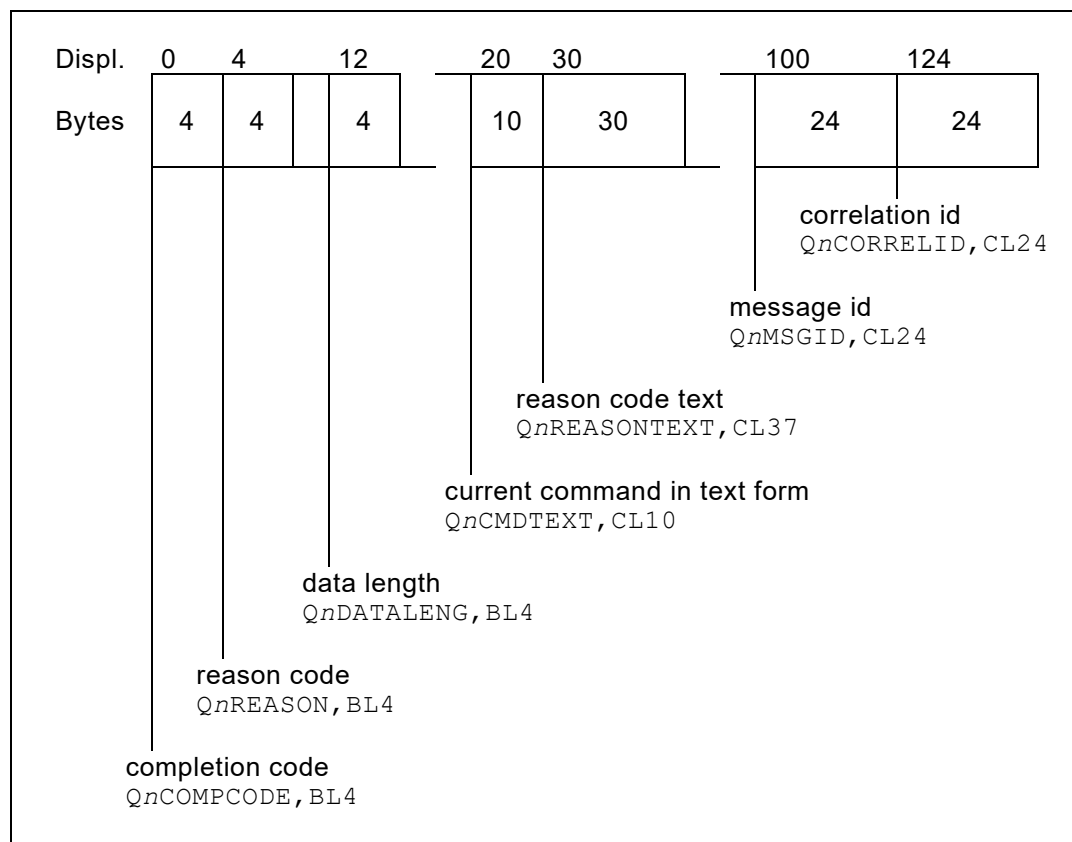 Displ. 0 4 12 20 30 100 124
Bytes 4 4 4 10 30 24 24
correlation id
QnCORRELID,CL24
message id
QnMSGID,CL24
reason code text
QnREASONTEXT,CL37
current command in text form
QnCMDTEXT,CL10
data length
QnDATALENG,BL4
reason code
QnREASON,BL4
completion code
QnCOMPCODE,BL4